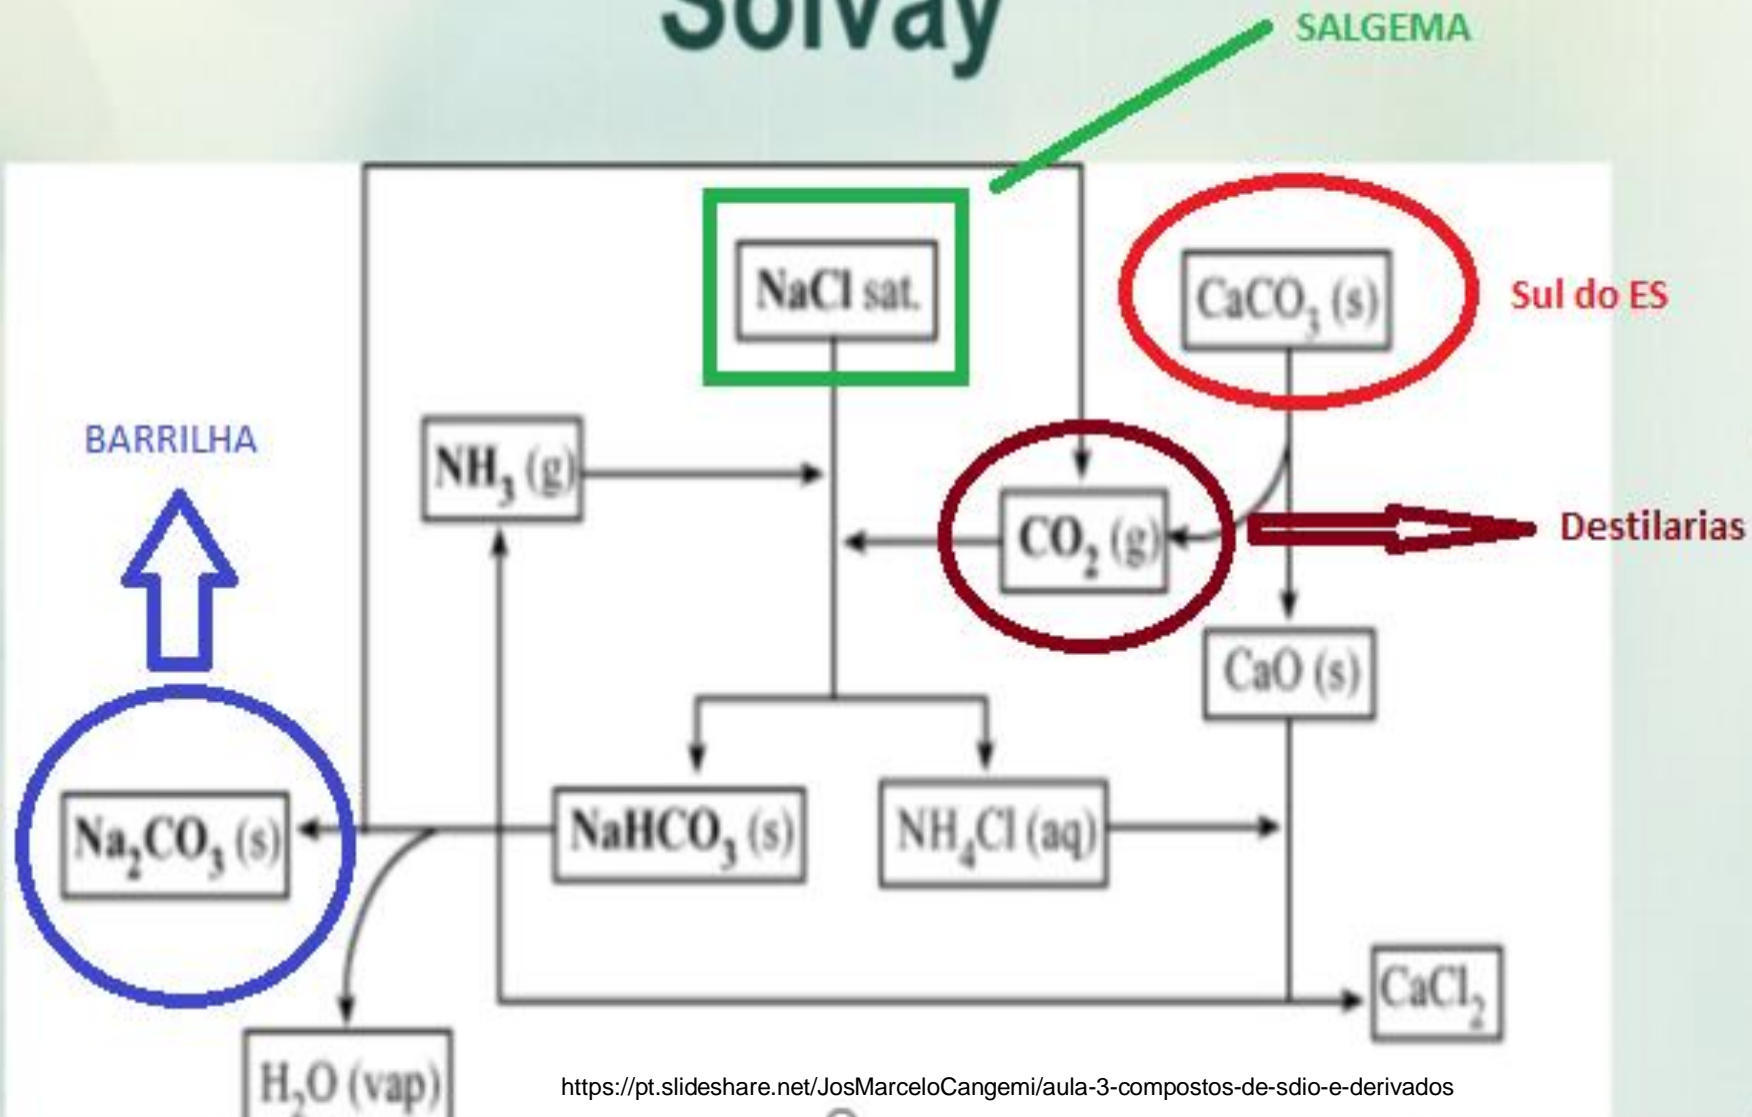 Solvay
SALGEMA
NaCl sat.
CaCO₃ (s)
Sul do ES
BARRILHA
NH₃ (g)
CO₂ (g)
Destilarias
CaO (s)
Na₂CO₃ (s)
NaHCO₃ (s)
NH₄Cl (aq)
CaCl₂
H₂O (vap)
https://pt.slideshare.net/JosMarceloCangemi/aula-3-compostos-de-sdio-e-derivados